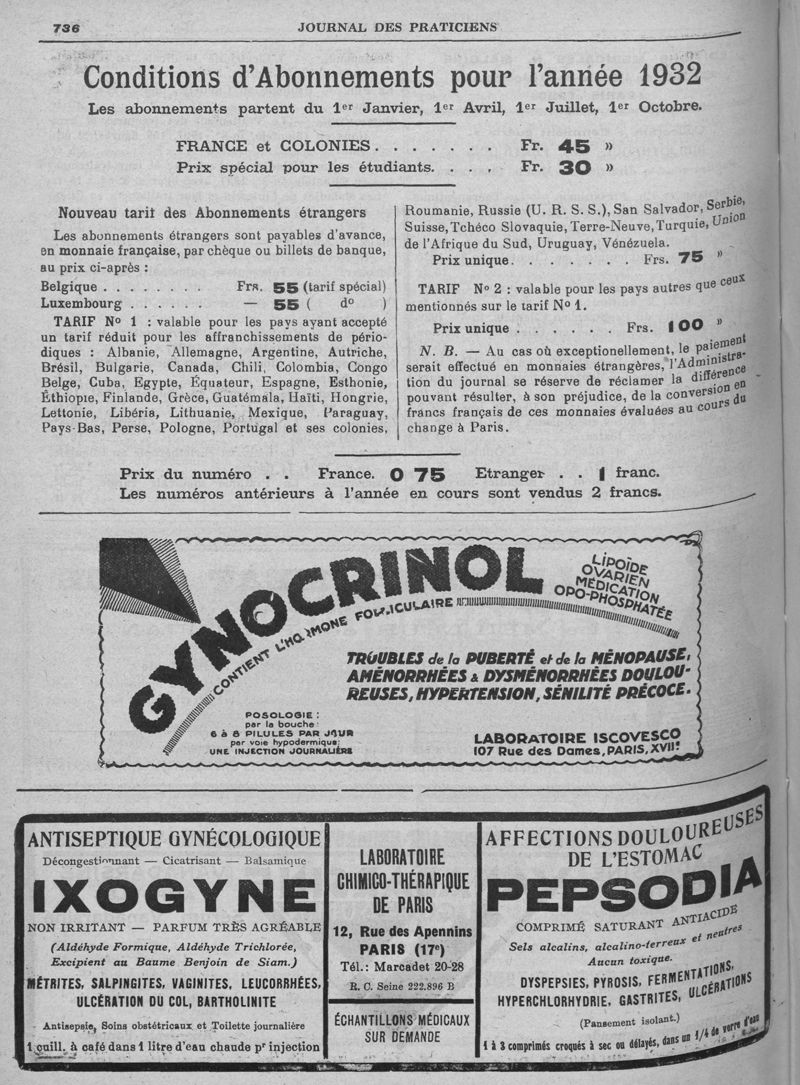 736
JOURNAL DES PRATICIENS
Conditions d'Abonnements pour l'année 1932
Les abonnements partent du 1er Janvier, 1er Avril, 1er Juillet, 1er Octobre.
FRANCE et COLONIES . . . . . . . Fr. 45 »
Prix spécial pour les étudiants. . . . . Fr. 30 »
Nouveau tarit des Abonnements étrangers
Les abonnements étrangers sont payables d'avance,
en monnaie française, par chèque ou billets de banque,
au prix ci-après :
Belgique . . . . . . . . Frs. 55 (tarif spécial)
Luxembourg . . . . . . — 55 ( do )
TARIF No 1 : valable pour les pays ayant accepté
un tarif réduit pour les affranchissements de pério-
diques : Albanie, Allemagne, Argentine, Autriche,
Brésil, Bulgarie, Canada, Chili, Colombia, Congo
Belge, Cuba, Egypte, Équateur, Espagne, Esthonie,
Éthiopie, Finlande, Grèce, Guatémala, Haïti, Hongrie,
Lettonie, Libéria, Lithuanie, Mexique, Paraguay,
Pays-Bas, Perse, Pologne, Portugal et ses colonies,
Roumanie, Russie (U. R. S. S.), San Salvador, Serbie,
Suisse, Tchéco Slovaquie, Terre-Neuve, Turquie, Union
de l'Afrique du Sud, Uruguay, Vénézuela.
Prix unique. . . . . . . Frs. 75 »
TARIF No 2 : valable pour les pays autres que ceux
mentionnés sur le tarif No 1.
Prix unique . . . . . . Frs. 100 »
N. B. — Au cas où exceptionellement, le paiement
serait effectué en monnaies étrangères, l'Administra-
tion du journal se réserve de réclamer la différence
pouvant résulter, à son préjudice, de la conversion en
francs français de ces monnaies évaluées au cours du
change à Paris.
Prix du numéro . . France. 0 75 Etranger . . 1 franc.
Les numéros antérieurs à l'année en cours sont vendus 2 francs.
GYNOCRINOL
CONTIENT L'HORMONE FOLLICULAIRE
LIPOÏDE
OVARIEN
MÉDICATION
OPO-PHOSPHATÉE
TROUBLES de la PUBERTÉ et de la MÉNOPAUSE,
AMÉNORRHÉES & DYSMÉNORRHÉES DOULOU-
REUSES, HYPERTENSION, SÉNILITÉ PRÉCOCE.
POSOLOGIE :
par la bouche :
6 à 8 PILULES PAR JOUR
par voie hypodermique:
UNE INJECTION JOURNALIÈRE
LABORATOIRE ISCOVESCO
107 Rue des Dames, PARIS, XVIIe
ANTISEPTIQUE GYNÉCOLOGIQUE
Décongestionnant — Cicatrisant — Balsamique
IXOGYNE
NON IRRITANT — PARFUM TRÈS AGRÉABLE
(Aldéhyde Formique, Aldéhyde Trichlorée,
Excipient au Baume Benjoin de Siam.)
MÉTRITES, SALPINGITES, VAGINITES, LEUCORRHÉES,
ULCÉRATION DU COL, BARTHOLINITE
Antisepsie, Soins obstétricaux et Toilette journalière
1 cuill. à café dans 1 litre d'eau chaude pr injection
LABORATOIRE
CHIMICO-THÉRAPIQUE
DE PARIS
12, Rue des Apennins
PARIS (17e)
Tél.: Marcadet 20-28
R. C. Seine 222.896 B
ÉCHANTILLONS MÉDICAUX
SUR DEMANDE
AFFECTIONS DOULOUREUSES
DE L'ESTOMAC
PEPSODIA
COMPRIMÉ SATURANT ANTIACIDE
Sels alcalins, alcalino-terreux et neutres
Aucun toxique.
DYSPEPSIES, PYROSIS, FERMENTATIONS,
HYPERCHLORHYDRIE, GASTRITES, ULCÉRATIONS
(Pansement isolant.)
1 à 3 comprimés croqués à sec ou délayés, dans un 1/4 de verre d'eau